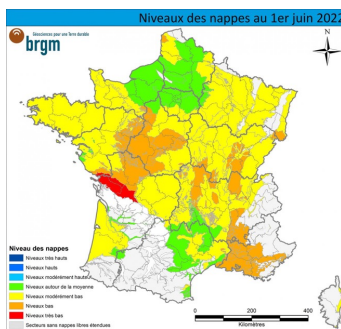 Niveaux des nappes au 1er juin 2022
Géosciences pour une Terre durable
brgm
N
Niveau des nappes
Niveaux très hauts
Niveaux hauts
Niveaux modérément hauts
Niveaux autour de la moyenne
Niveaux modérément bas
Niveaux bas
Niveaux très bas
Secteurs sans nappes libres étendues
0
200
400
Kilomètres